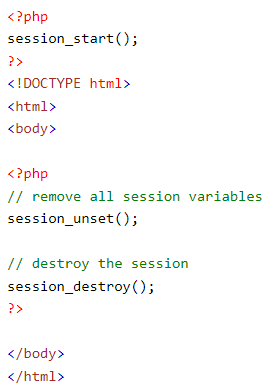 <?php
session_start();
?>
<!DOCTYPE html>
<html>
<body>
<?php
// remove all session variables
session_unset();
// destroy the session
session_destroy();
?>
</body>
</html>